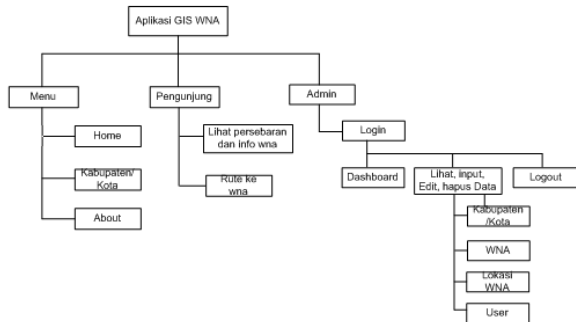 Aplikasi GIS WNA
Menu
Pengunjung
Admin
Home
Kabupaten/
Kota
About
Lihat persebaran
dan info wna
Rute ke
wna
Login
Dashboard
Lihat, input,
Edit, hapus Data
Logout
Kabupaten
/Kota
WNA
Lokasi
WNA
User